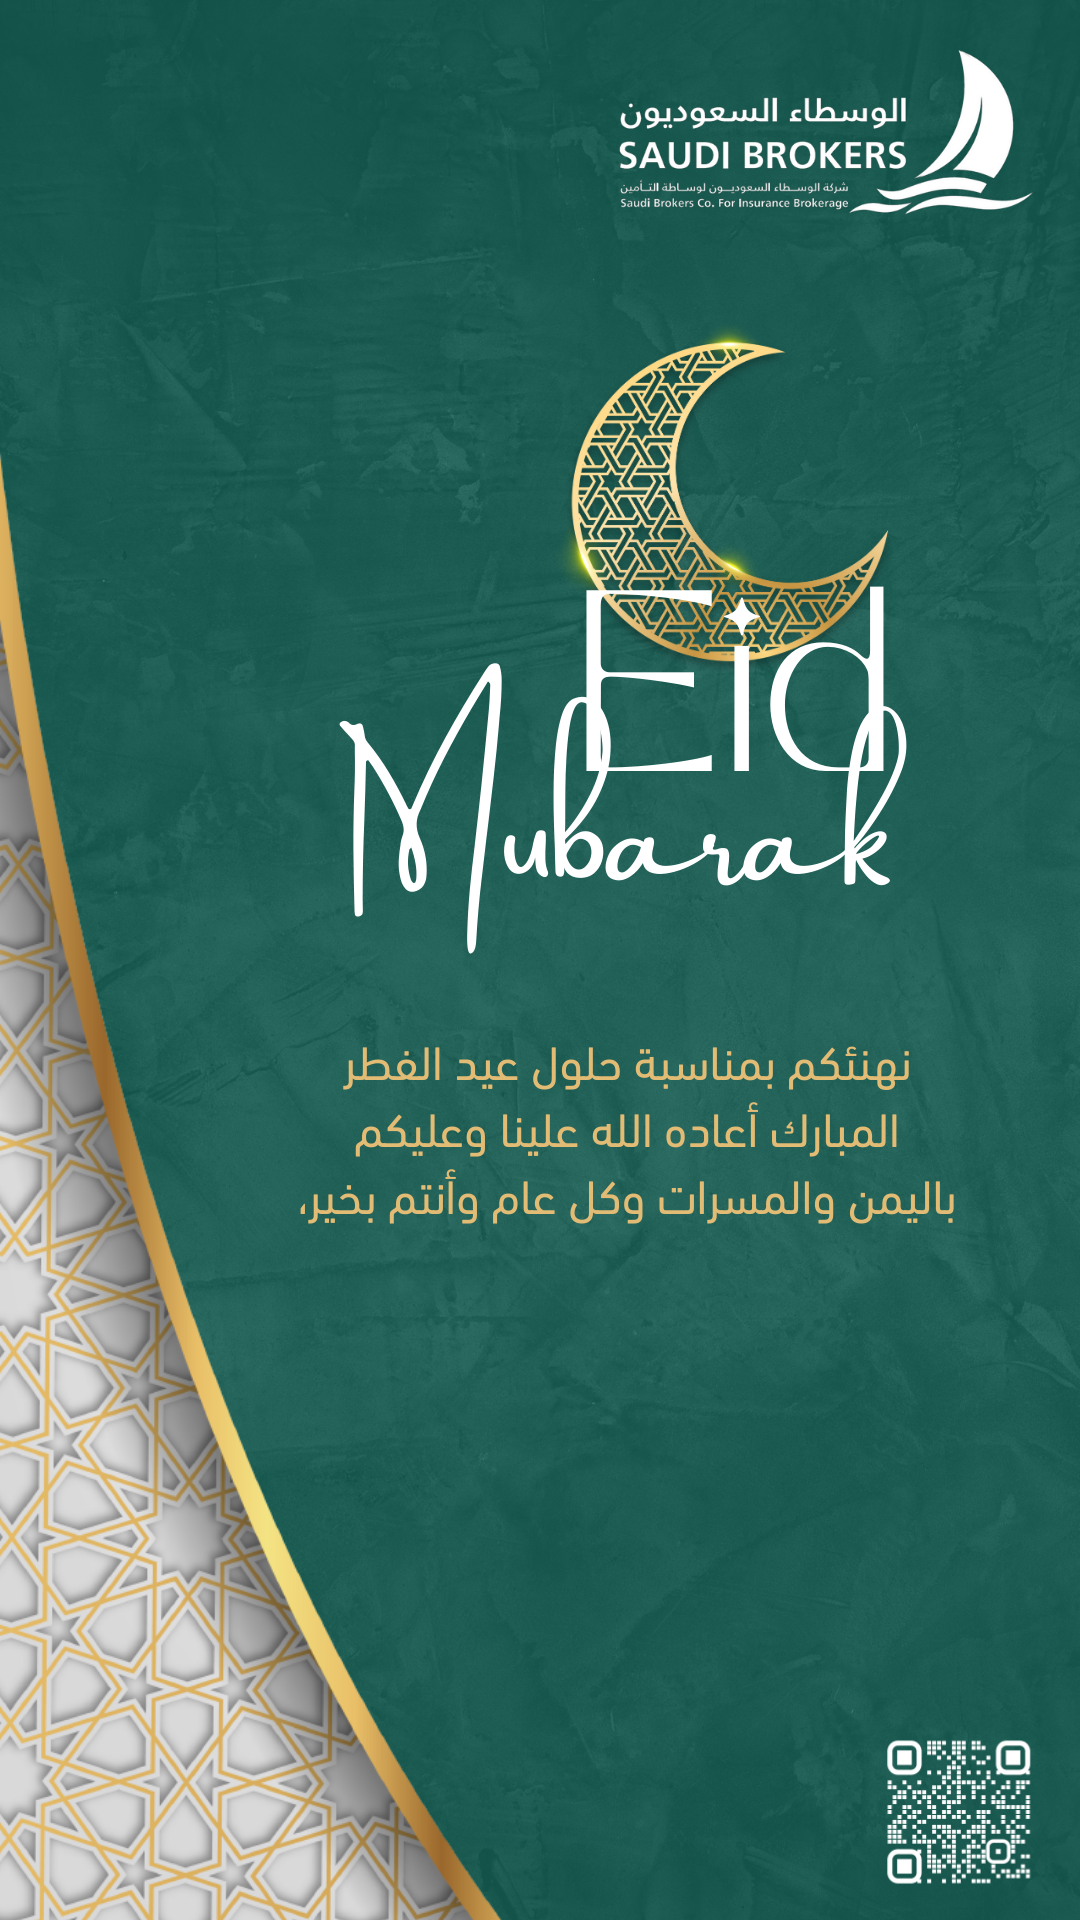 الوسطاء السعوديون
SAUDI BROKERS
شركة الوسطاء السعوديون لوساطة التأمين
Saudi Brokers Co. For Insurance Brokerage
Eid
Mubarak
نهنئكم بمناسبة حلول عيد الفطر
المبارك أعاده الله علينا وعليكم
باليمن والمسرات وكل عام وأنتم بخير،